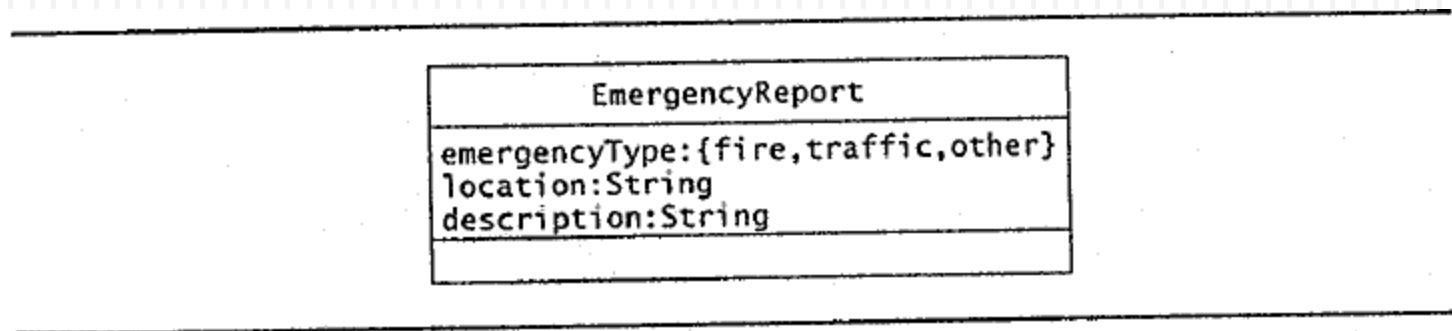 EmergencyReport
emergencyType:{fire,traffic,other}
location:String
description:String